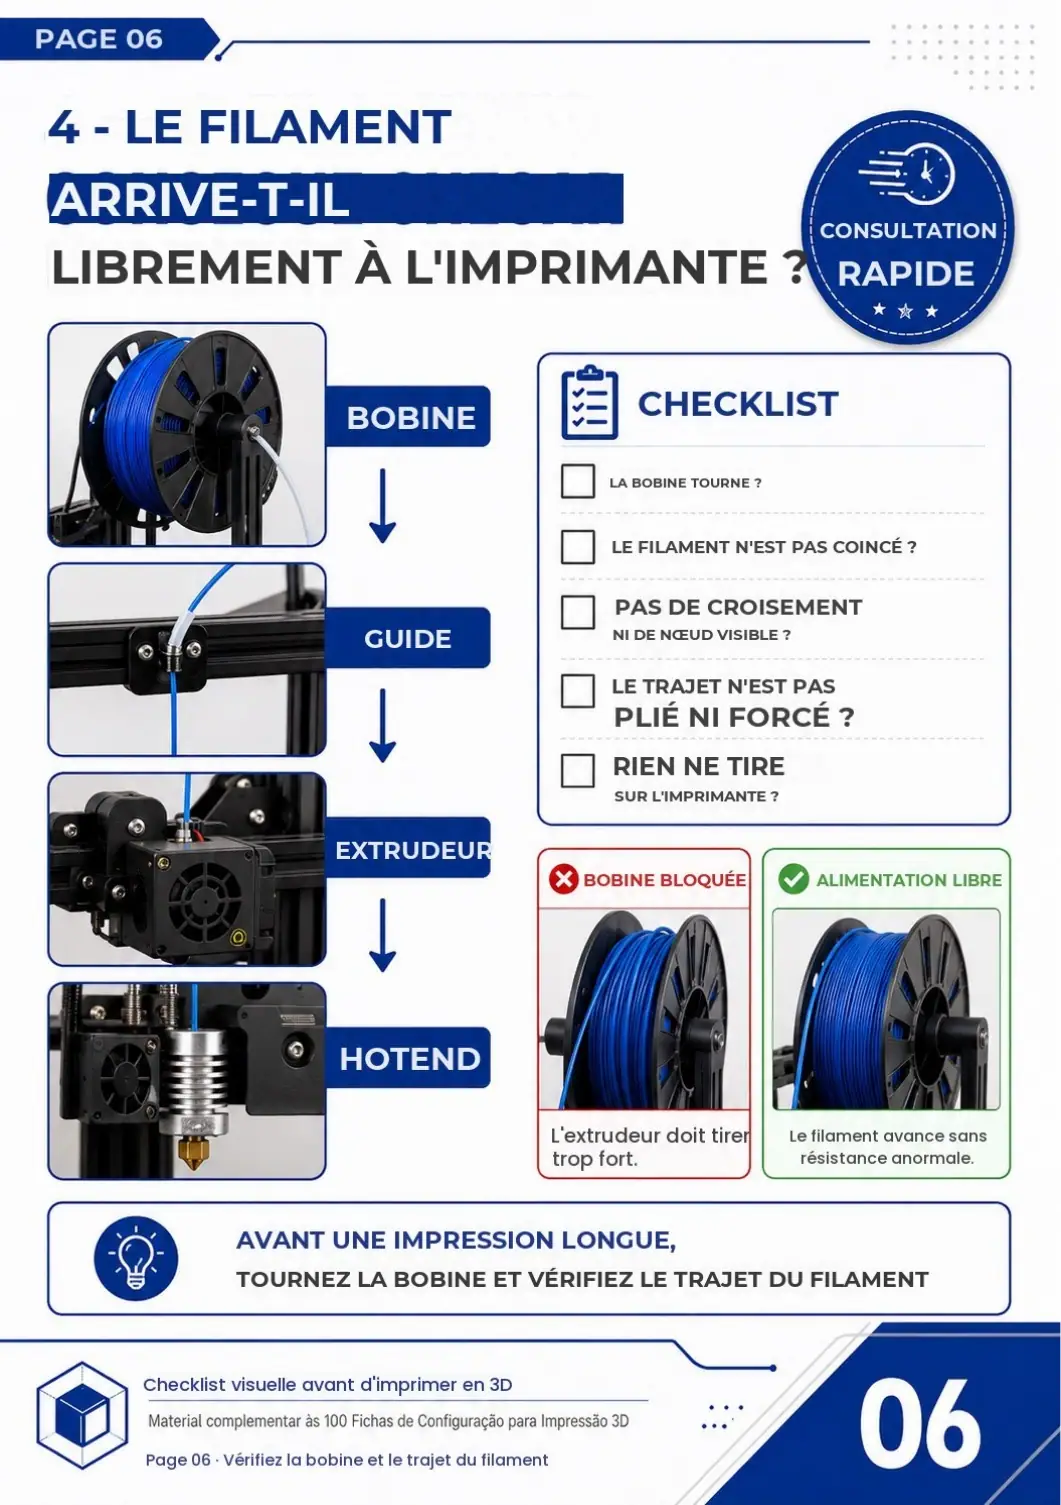 PAGE 06
4 - LE FILAMENT
ARRIVE-T-IL
LIBREMENT À L'IMPRIMANTE ?
CONSULTATION
RAPIDE
BOBINE
GUIDE
EXTRUDEUR
HOTEND
CHECKLIST
LA BOBINE TOURNE ?
LE FILAMENT N'EST PAS COINCÉ ?
PAS DE CROISEMENT
NI DE NŒUD VISIBLE ?
LE TRAJET N'EST PAS
PLIÉ NI FORCÉ ?
RIEN NE TIRE
SUR L'IMPRIMANTE ?
BOBINE BLOQUÉE
L'extrudeur doit tirer
trop fort.
ALIMENTATION LIBRE
Le filament avance sans
résistance anormale.
AVANT UNE IMPRESSION LONGUE,
TOURNEZ LA BOBINE ET VÉRIFIEZ LE TRAJET DU FILAMENT
Checklist visuelle avant d'imprimer en 3D
Material complementar às 100 Fichas de Configuração para Impressão 3D
Page 06 · Vérifiez la bobine et le trajet du filament
06